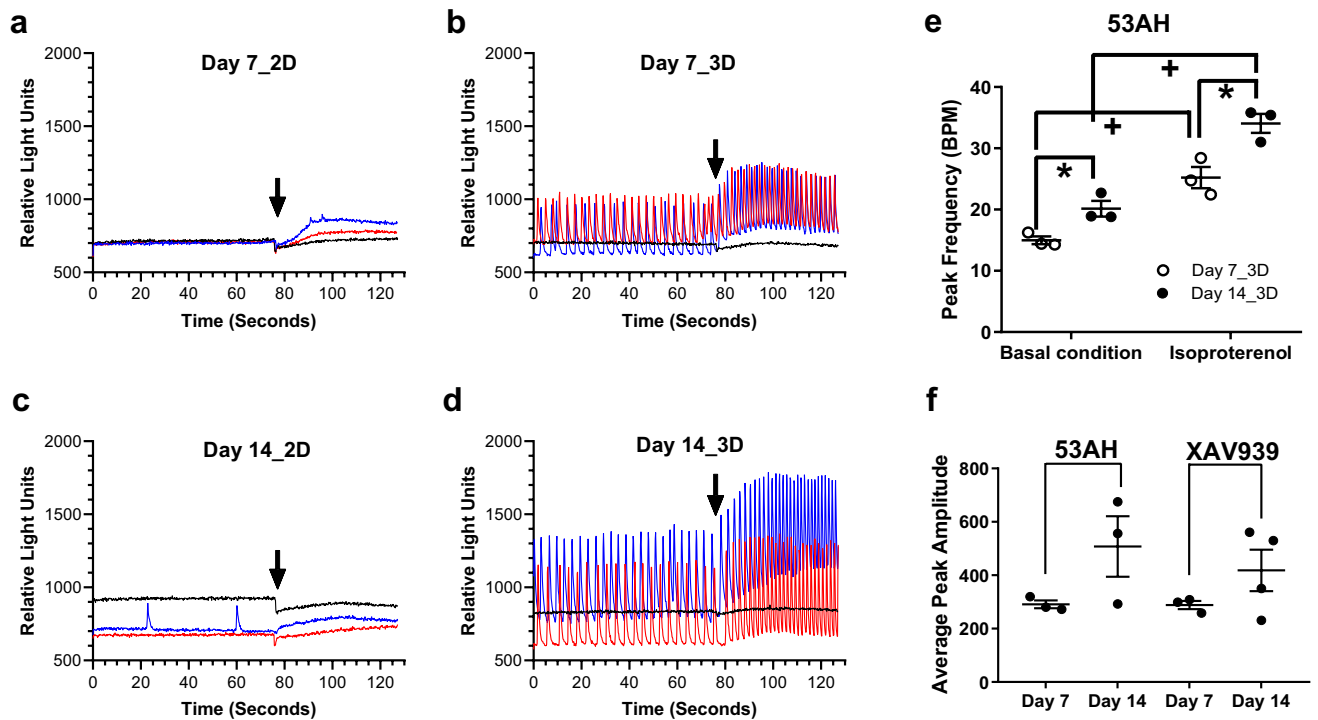 a
Day 7_2D
Relative Light Units
2000
1500
1000
500
0 20 40 60 80 100 120
Time (Seconds)
b
Day 7_3D
Relative Light Units
2000
1500
1000
500
0 20 40 60 80 100 120
Time (Seconds)
c
Day 14_2D
Relative Light Units
2000
1500
1000
500
0 20 40 60 80 100 120
Time (Seconds)
d
Day 14_3D
Relative Light Units
2000
1500
1000
500
0 20 40 60 80 100 120
Time (Seconds)
e
53AH
Peak Frequency (BPM)
40
30
20
10
0
+
*
+
*
Day 7_3D
Day 14_3D
Basal condition Isoproterenol
f
53AH XAV939
Average Peak Amplitude
800
600
400
200
0
Day 7 Day 14 Day 7 Day 14